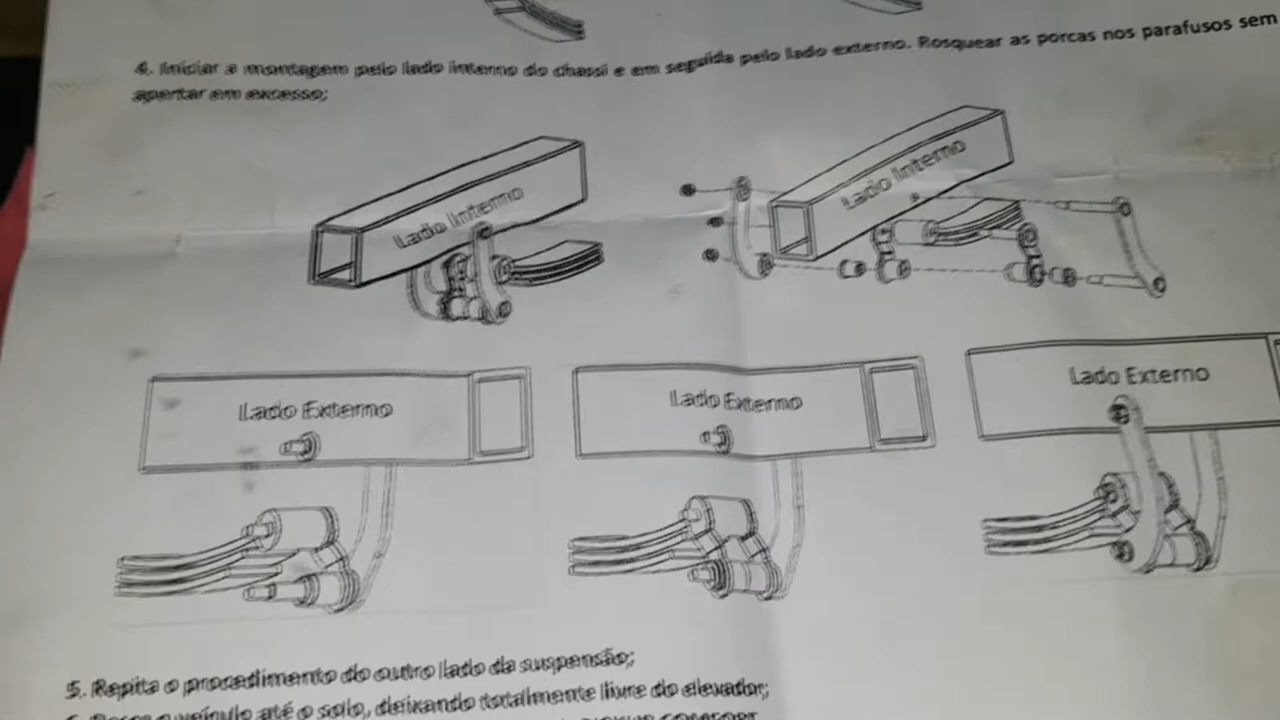 4. Iniciar a montagem pelo lado interno do chassi e em seguida pelo lado externo. Rosquear as porcas nos parafusos sem
apertar em excesso;
Lado Interno
Lado Interno
Lado Externo
Lado Externo
Lado Externo
5. Repita o procedimento do outro lado da suspensão;
o veículo até o solo, deixando totalmente livre do elevador;